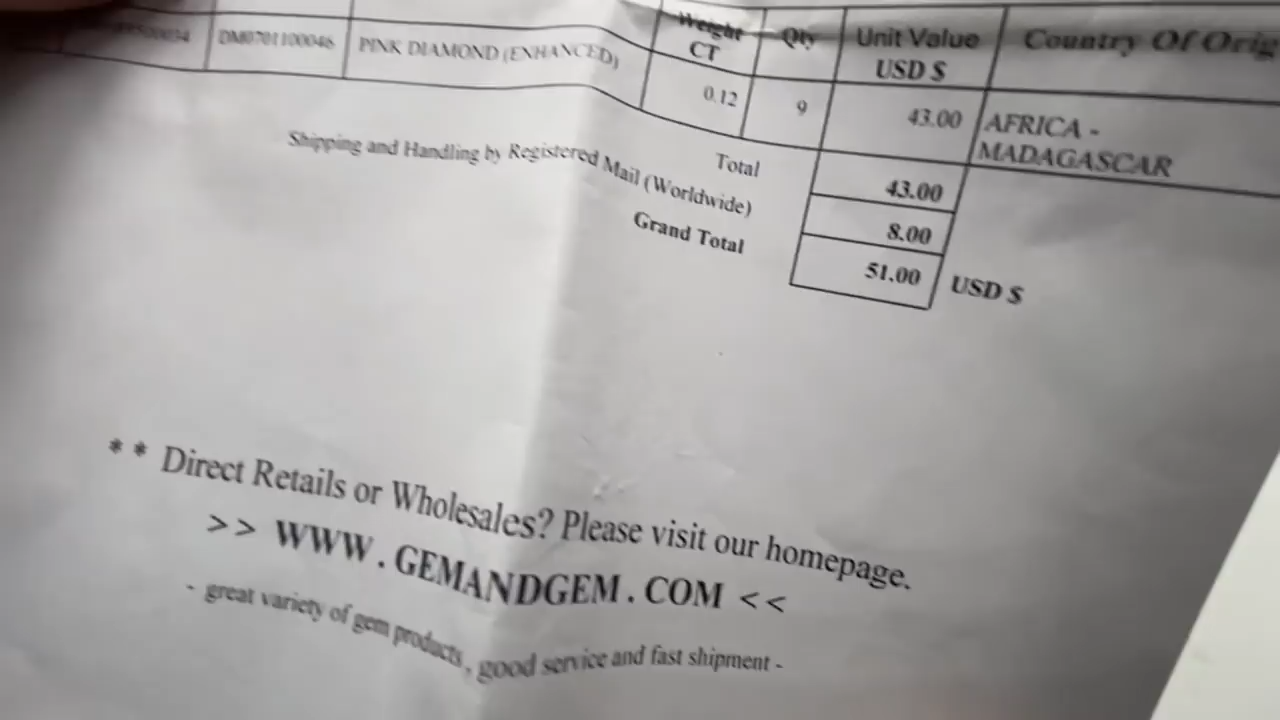 Weight CT Qty Unit Value USD $ Country Of Orig
DM0701100046 PINK DIAMOND (ENHANCED) 0.12 9 43.00 AFRICA - MADAGASCAR
Total 43.00
Shipping and Handling by Registered Mail (Worldwide) 8.00
Grand Total 51.00 USD $
** Direct Retails or Wholesales? Please visit our homepage.
>> WWW.GEMANDGEM.COM <<
- great variety of gem products, good service and fast shipment -